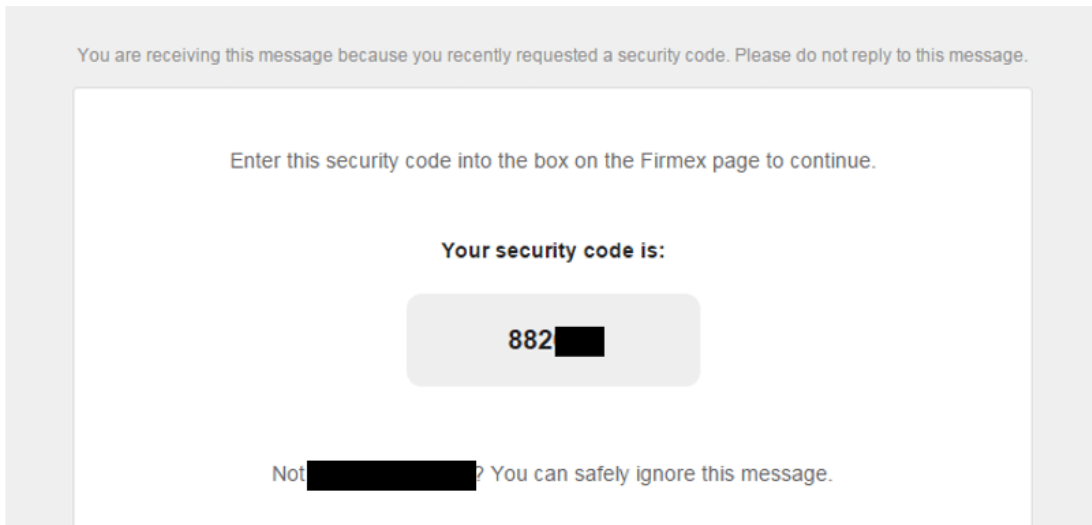 You are receiving this message because you recently requested a security code. Please do not reply to this message.
Enter this security code into the box on the Firmex page to continue.
Your security code is:
882
Not ? You can safely ignore this message.